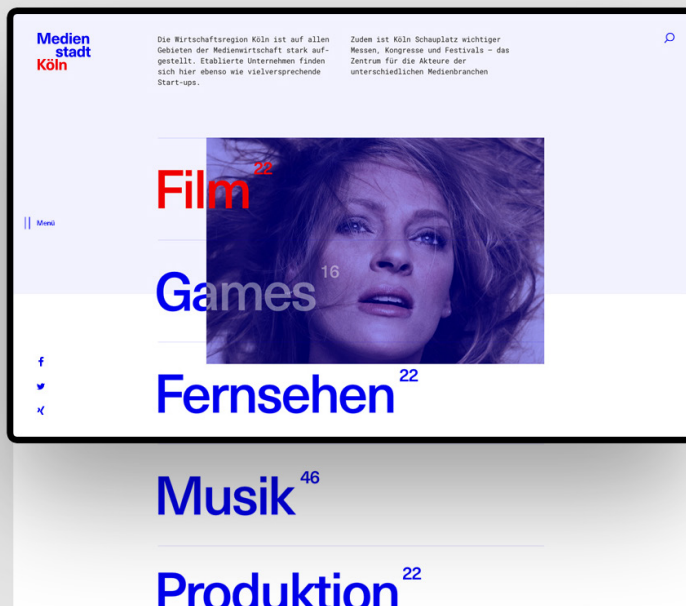 Medien
stadt
Köln
Die Wirtschaftsregion Köln ist auf allen
Gebieten der Medienwirtschaft stark auf-
gestellt. Etablierte Unternehmen finden
sich hier ebenso wie vielversprechende
Start-ups.
Zudem ist Köln Schauplatz wichtiger
Messen, Kongresse und Festivals – das
Zentrum für die Akteure der
unterschiedlichen Medienbranchen
Menü
Film 22
Games 16
Fernsehen 22
Musik 46
Produktion 22